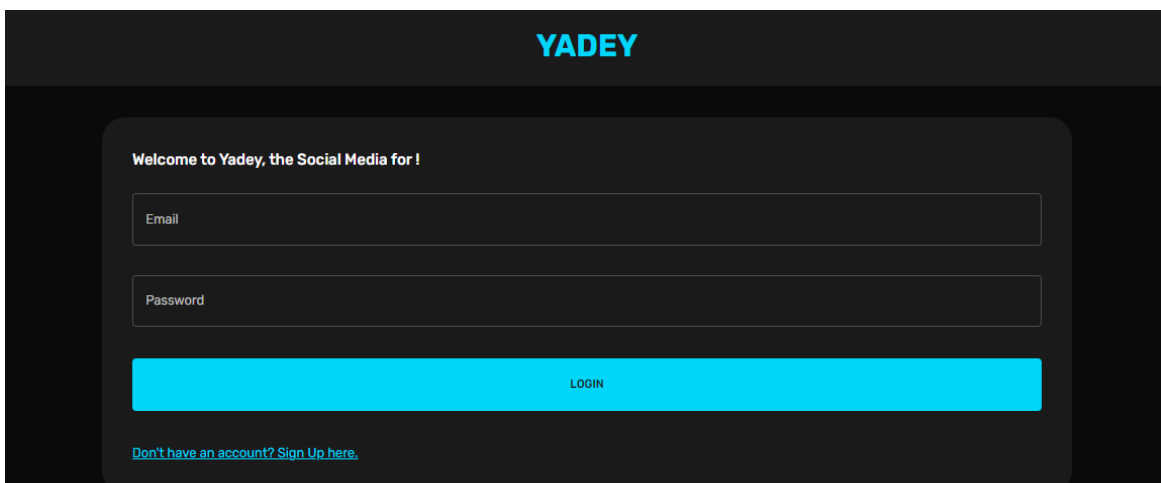 YADEY
Welcome to Yadey, the Social Media for !
Email
Password
LOGIN
Don't have an account? Sign Up here.